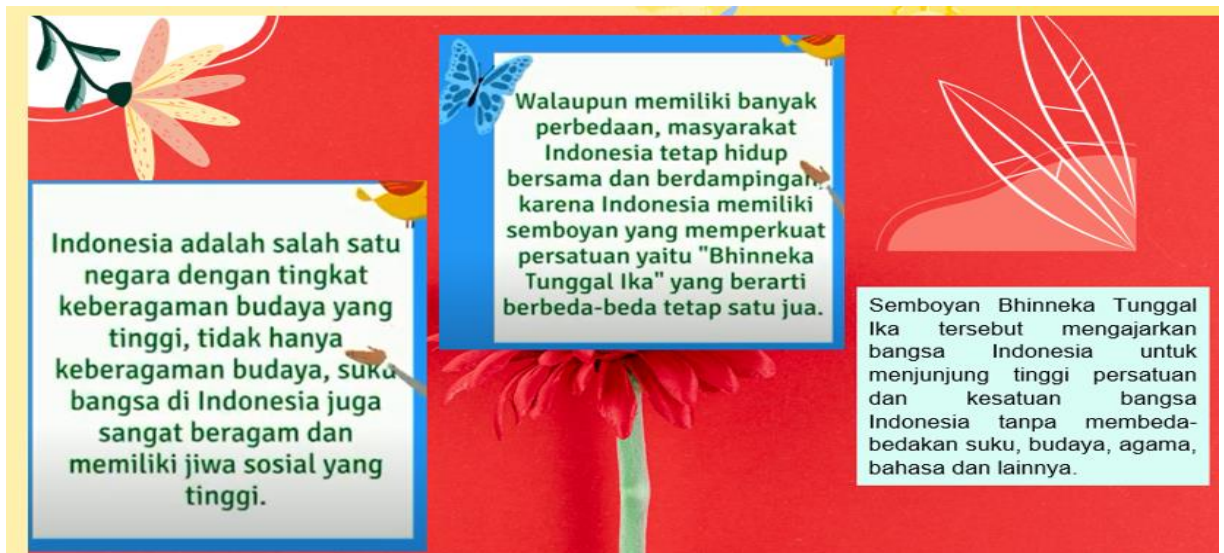 Indonesia adalah salah satu
negara dengan tingkat
keberagaman budaya yang
tinggi, tidak hanya
keberagaman budaya, suku
bangsa di Indonesia juga
sangat beragam dan
memiliki jiwa sosial yang
tinggi.
Walaupun memiliki banyak
perbedaan, masyarakat
Indonesia tetap hidup
bersama dan berdampingan,
karena Indonesia memiliki
semboyan yang memperkuat
persatuan yaitu "Bhinneka
Tunggal Ika" yang berarti
berbeda-beda tetap satu jua.
Semboyan Bhinneka Tunggal
Ika tersebut mengajarkan
bangsa Indonesia untuk
menjunjung tinggi persatuan
dan kesatuan bangsa
Indonesia tanpa membeda-
bedakan suku, budaya, agama,
bahasa dan lainnya.